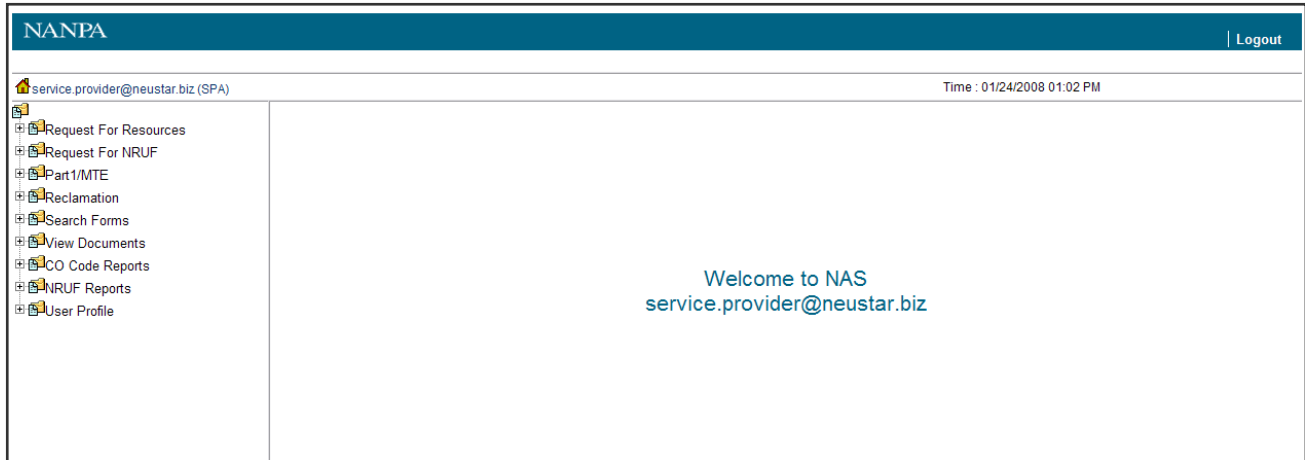 NANPA
Logout
service.provider@neustar.biz (SPA)
Time : 01/24/2008 01:02 PM
Request For Resources
Request For NRUF
Part1/MTE
Reclamation
Search Forms
View Documents
CO Code Reports
NRUF Reports
User Profile
Welcome to NAS
service.provider@neustar.biz